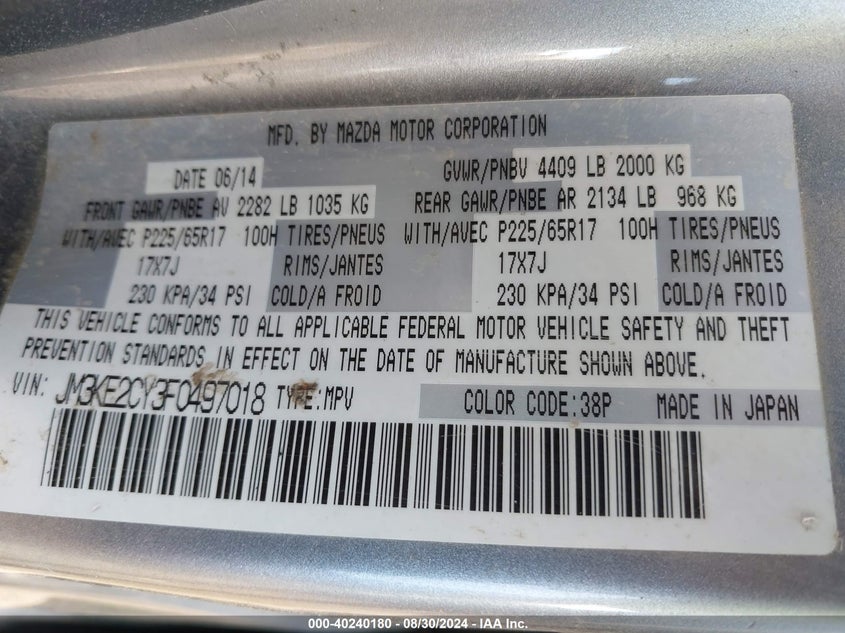 MFD. BY MAZDA MOTOR CORPORATION
DATE 06/14 GVWR/PNBV 4409 LB 2000 KG
FRONT GAWR/PNBE AV 2282 LB 1035 KG REAR GAWR/PNBE AR 2134 LB 968 KG
WITH/AVEC P225/65R17 100H TIRES/PNEUS WITH/AVEC P225/65R17 100H TIRES/PNEUS
17X7J RIMS/JANTES 17X7J RIMS/JANTES
230 KPA/34 PSI COLD/A FROID 230 KPA/34 PSI COLD/A FROID
THIS VEHICLE CONFORMS TO ALL APPLICABLE FEDERAL MOTOR VEHICLE SAFETY AND THEFT
PREVENTION STANDARDS IN EFFECT ON THE DATE OF MANUFACTURE SHOWN ABOVE.
VIN: JM3KE2CY3F0497018 TYPE:MPV COLOR CODE:38P MADE IN JAPAN
000-40240180 - 08/30/2024 - IAA Inc.